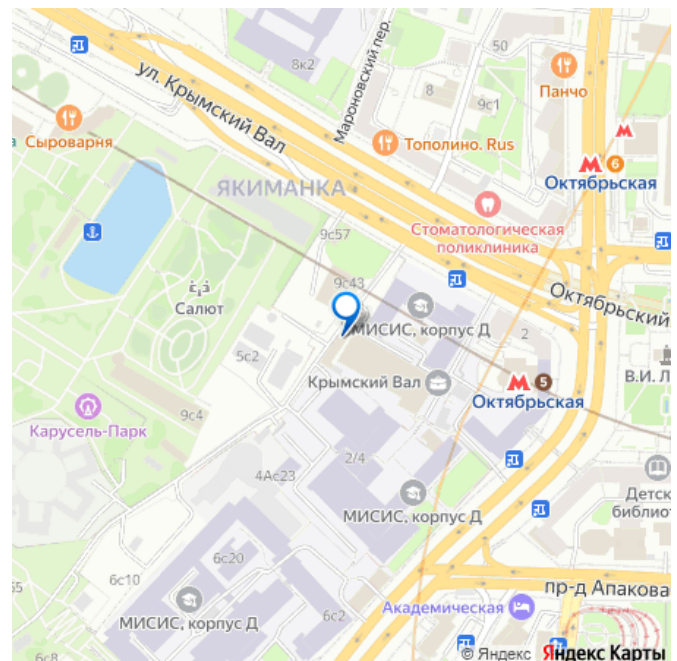 50
8к2
Мароновский пер.
8
9с1
Панчо
ул. Крымский Вал
Сыроварня
Тополино. Rus
6
Октябрьская
ЯКИМАНКА
Стоматологическая
поликлиника
9с57
9с43
Октябрьский
Салют
МИСИС, корпус Д
2
5с2
Крымский Вал
5
Октябрьская
В.И. Л
Карусель-Парк
9с4
2/4
4Ас23
МИСИС, корпус Д
Детск
библиот
6с20
6с10
пр-д Апакова
МИСИС, корпус Д
6с2
Академическая
6с8
© Яндекс Яндекс Карты